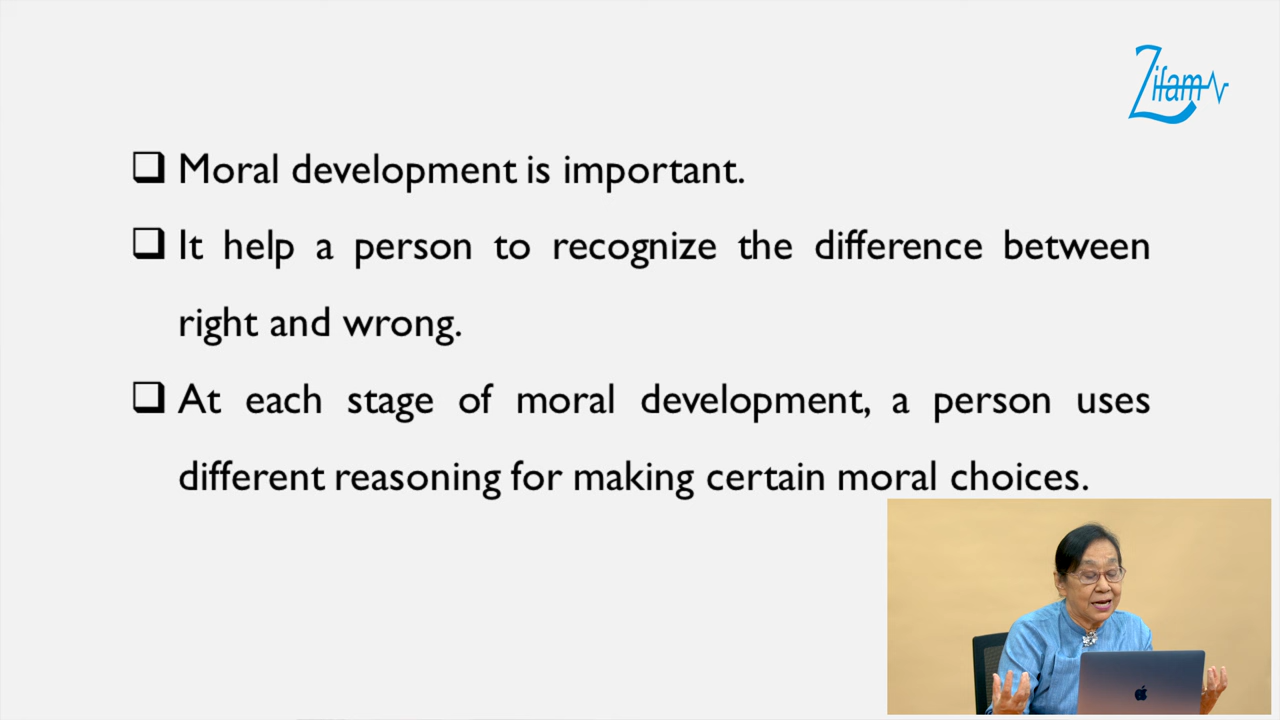 Zifam
❑ Moral development is important.
❑ It help a person to recognize the difference between
right and wrong.
❑ At each stage of moral development, a person uses
different reasoning for making certain moral choices.